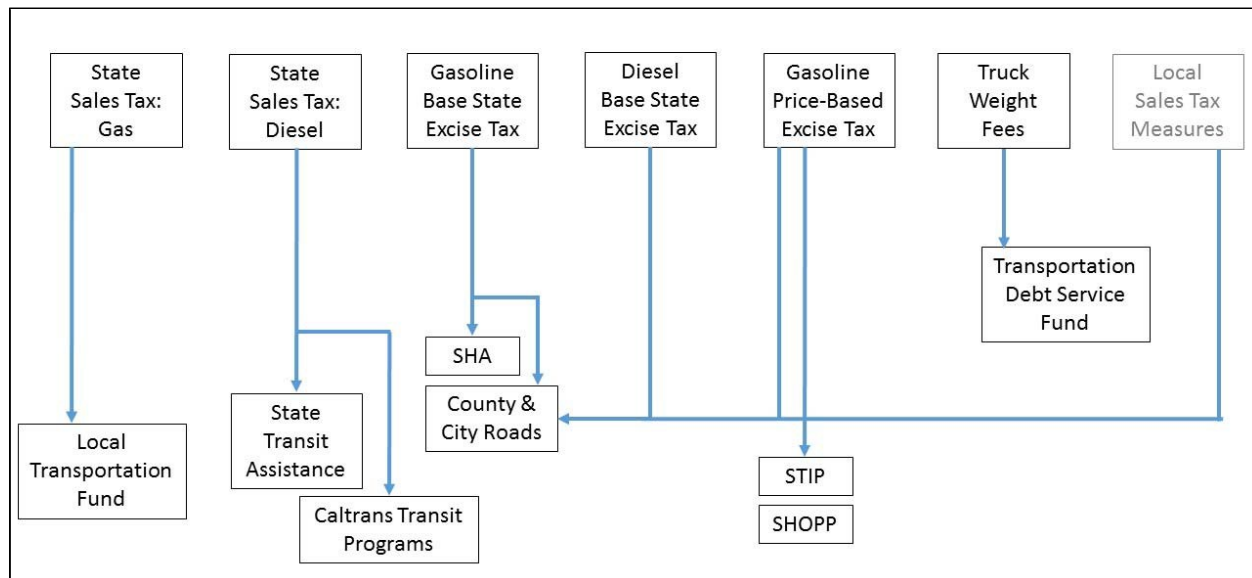 State
Sales Tax:
Gas
State
Sales Tax:
Diesel
Gasoline
Base State
Excise Tax
Diesel
Base State
Excise Tax
Gasoline
Price-Based
Excise Tax
Truck
Weight
Fees
Local
Sales Tax
Measures
Transportation
Debt Service
Fund
SHA
County &
City Roads
State
Transit
Assistance
Local
Transportation
Fund
STIP
Caltrans Transit
Programs
SHOPP